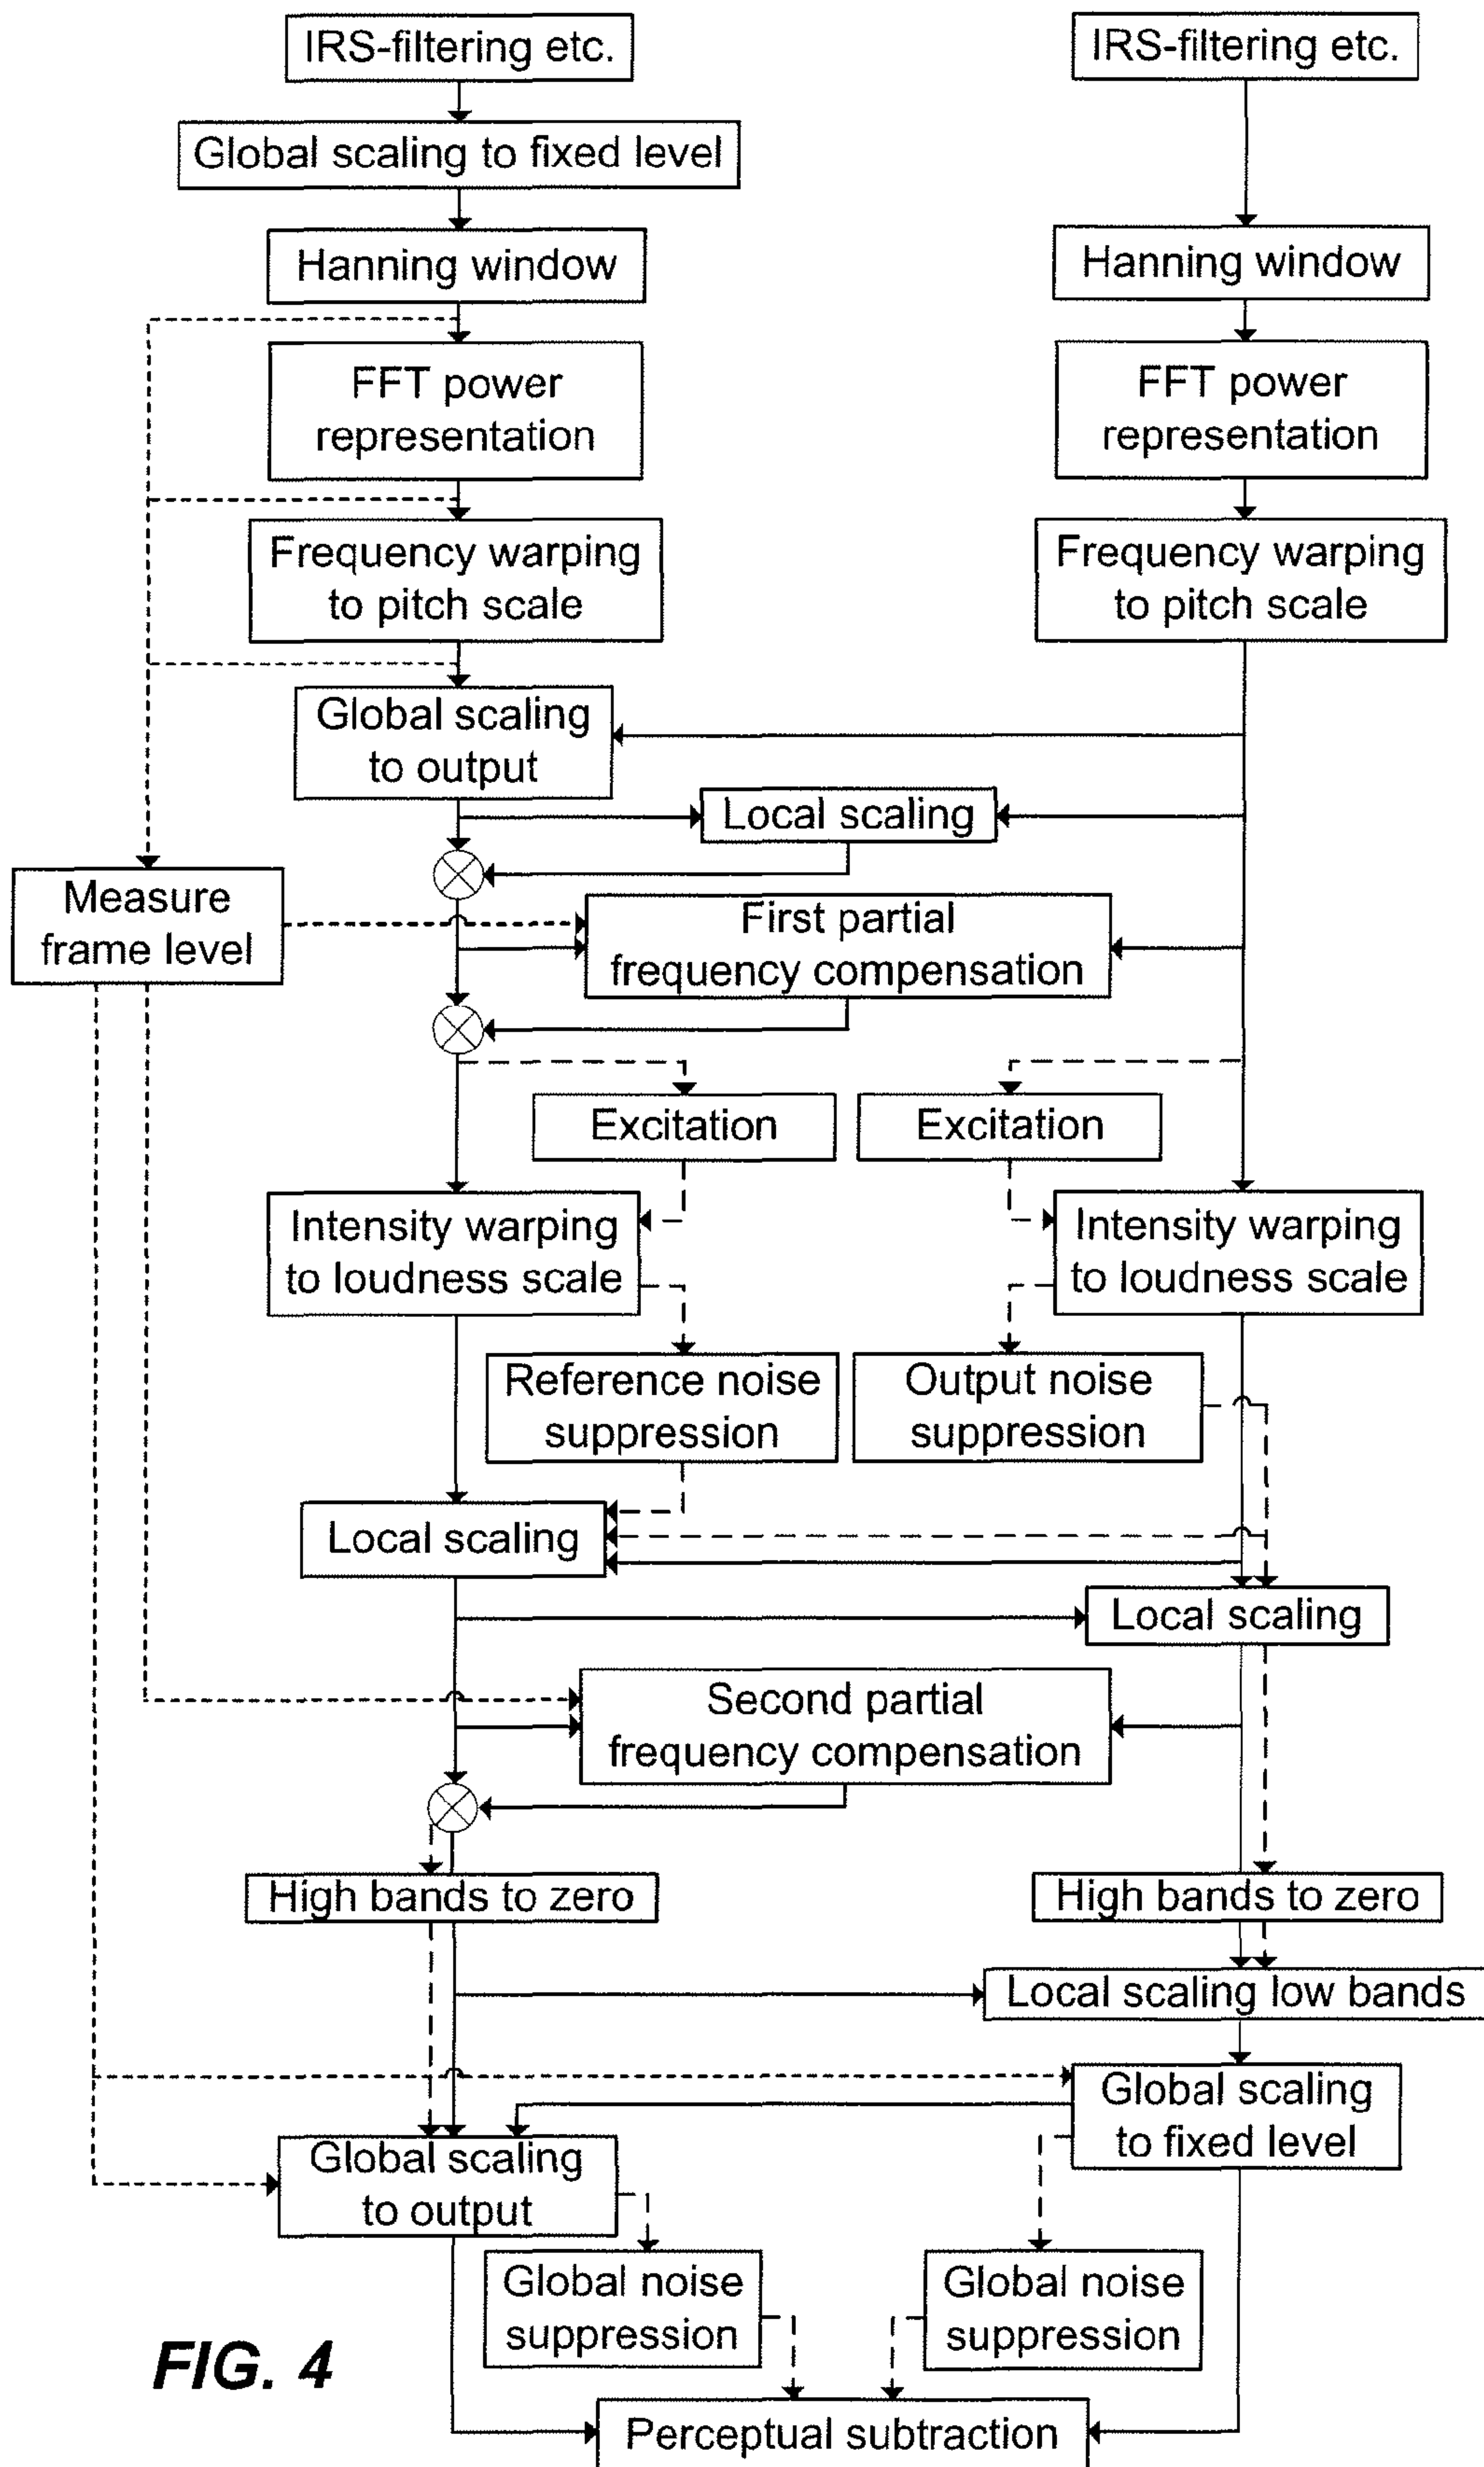 IRS-filtering etc.
IRS-filtering etc.
Global scaling to fixed level
Hanning window
Hanning window
FFT power
representation
FFT power
representation
Frequency warping
to pitch scale
Frequency warping
to pitch scale
Global scaling
to output
Local scaling
Measure
frame level
First partial
frequency compensation
Excitation
Excitation
Intensity warping
to loudness scale
Intensity warping
to loudness scale
Reference noise
suppression
Output noise
suppression
Local scaling
Local scaling
Second partial
frequency compensation
High bands to zero
High bands to zero
Local scaling low bands
Global scaling
to fixed level
Global scaling
to output
Global noise
suppression
Global noise
suppression
FIG. 4
Perceptual subtraction